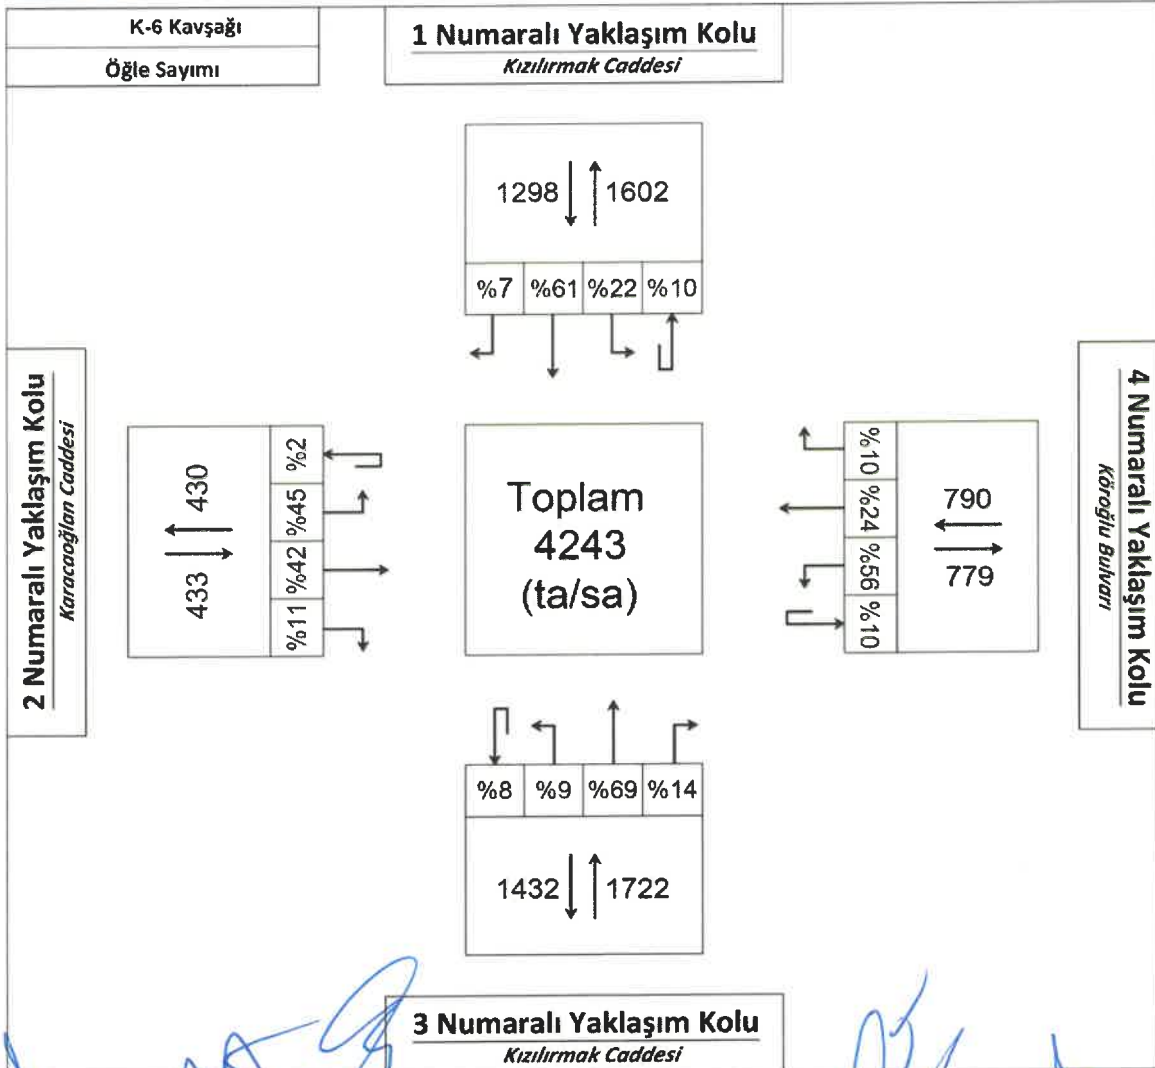 K-6 Kavşağı
Öğle Sayımı
1 Numaralı Yaklaşım Kolu
Kızılırmak Caddesi
1298 1602
%7 %61 %22 %10
2 Numaralı Yaklaşım Kolu
Karacaoğlan Caddesi
430
433
%2
%45
%42
%11
Toplam
4243
(ta/sa)
%10
%24
%56
%10
790
779
4 Numaralı Yaklaşım Kolu
Köroğlu Bulvarı
%8 %9 %69 %14
1432 1722
3 Numaralı Yaklaşım Kolu
Kızılırmak Caddesi